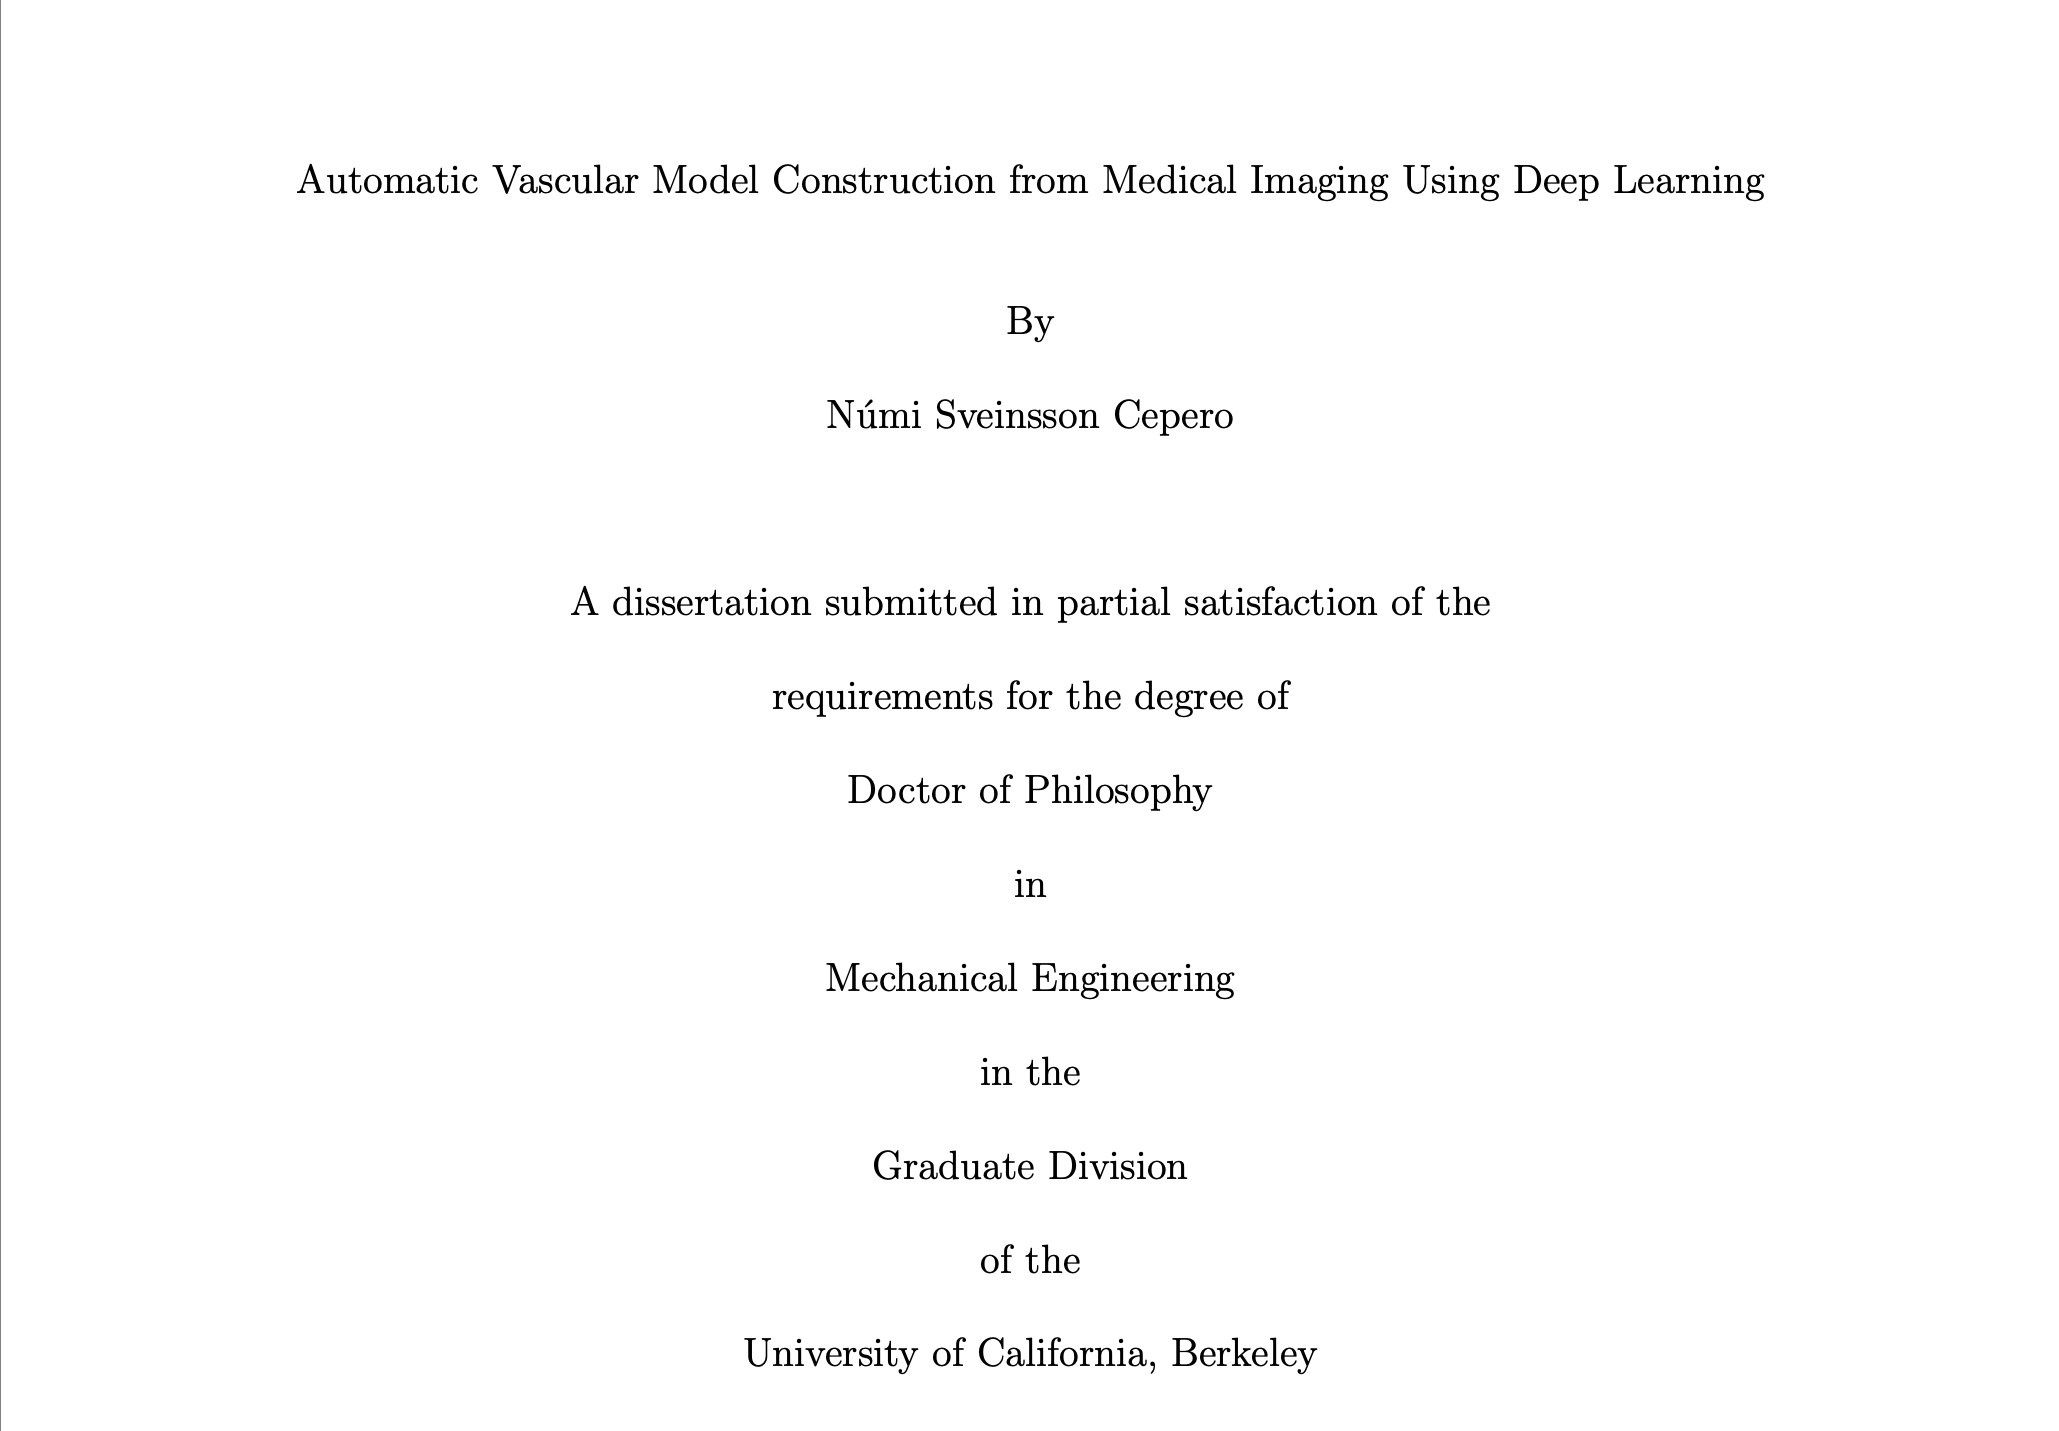 Automatic Vascular Model Construction from Medical Imaging Using Deep Learning
By
Númi Sveinsson Cepero
A dissertation submitted in partial satisfaction of the
requirements for the degree of
Doctor of Philosophy
in
Mechanical Engineering
in the
Graduate Division
of the
University of California, Berkeley